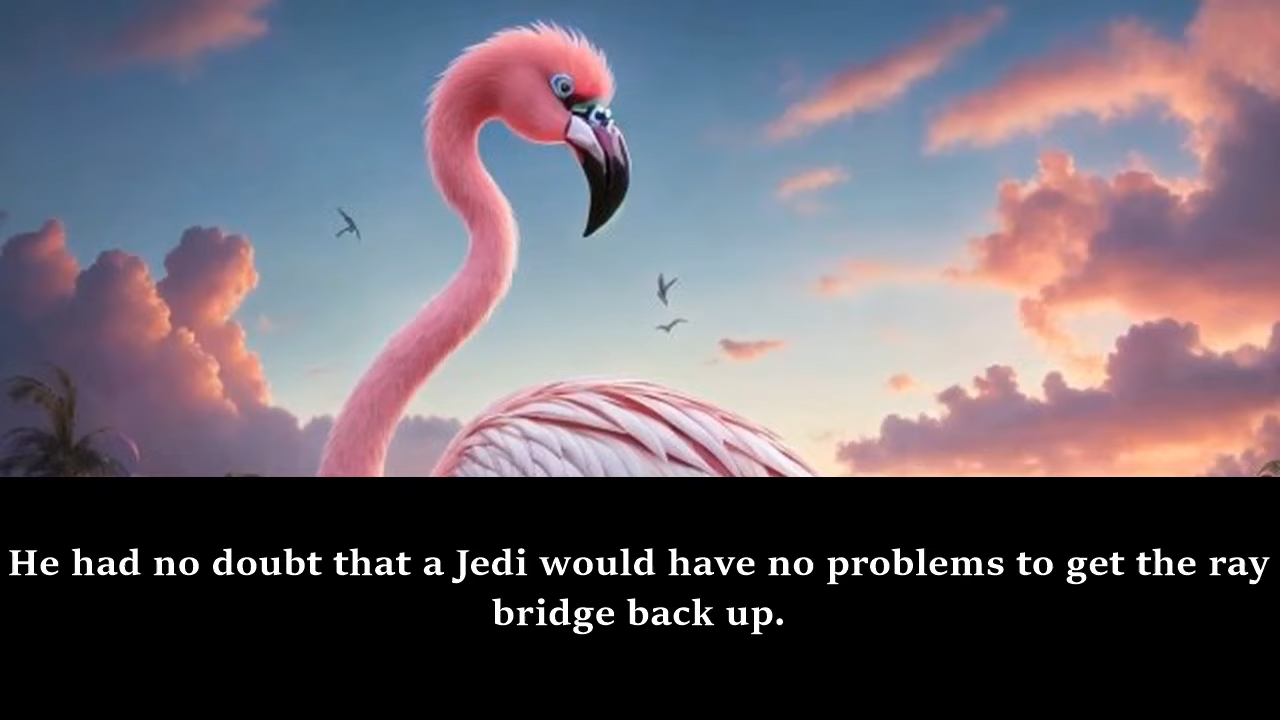 He had no doubt that a Jedi would have no problems to get the ray
bridge back up.